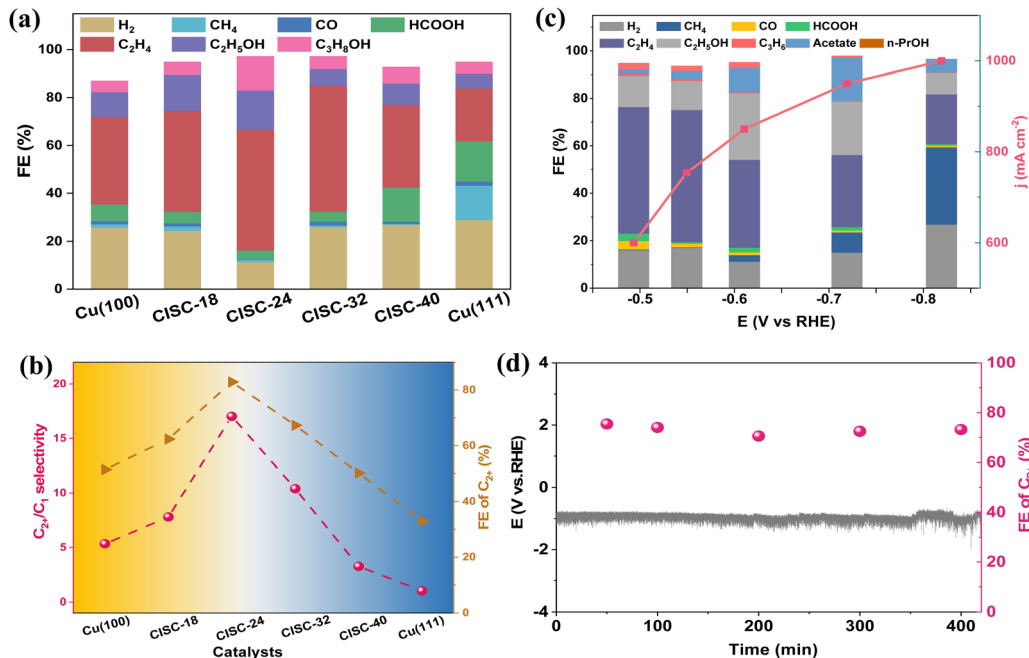 (a)
H₂
CH₄
CO
HCOOH
C₂H₄
C₂H₅OH
C₃H₈OH
100
80
60
40
20
0
FE (%)
Cu(100)
CISC-18
CISC-24
CISC-32
CISC-40
Cu(111)
(c)
H₂
CH₄
CO
HCOOH
C₂H₄
C₂H₅OH
C₃H₆
Acetate
n-PrOH
100
80
60
40
20
0
FE (%)
1000
800
600
j (mA cm⁻²)
-0.5
-0.6
-0.7
-0.8
E (V vs RHE)
(b)
20
15
10
5
0
C₂₊/C₁ selectivity
80
60
40
20
0
FE of C₂₊ (%)
Cu(100)
CISC-18
CISC-24
CISC-32
CISC-40
Cu(111)
Catalysts
(d)
4
2
0
-2
-4
E (V vs.RHE)
100
80
60
40
20
0
FE of C₂₊ (%)
0
100
200
300
400
Time (min)